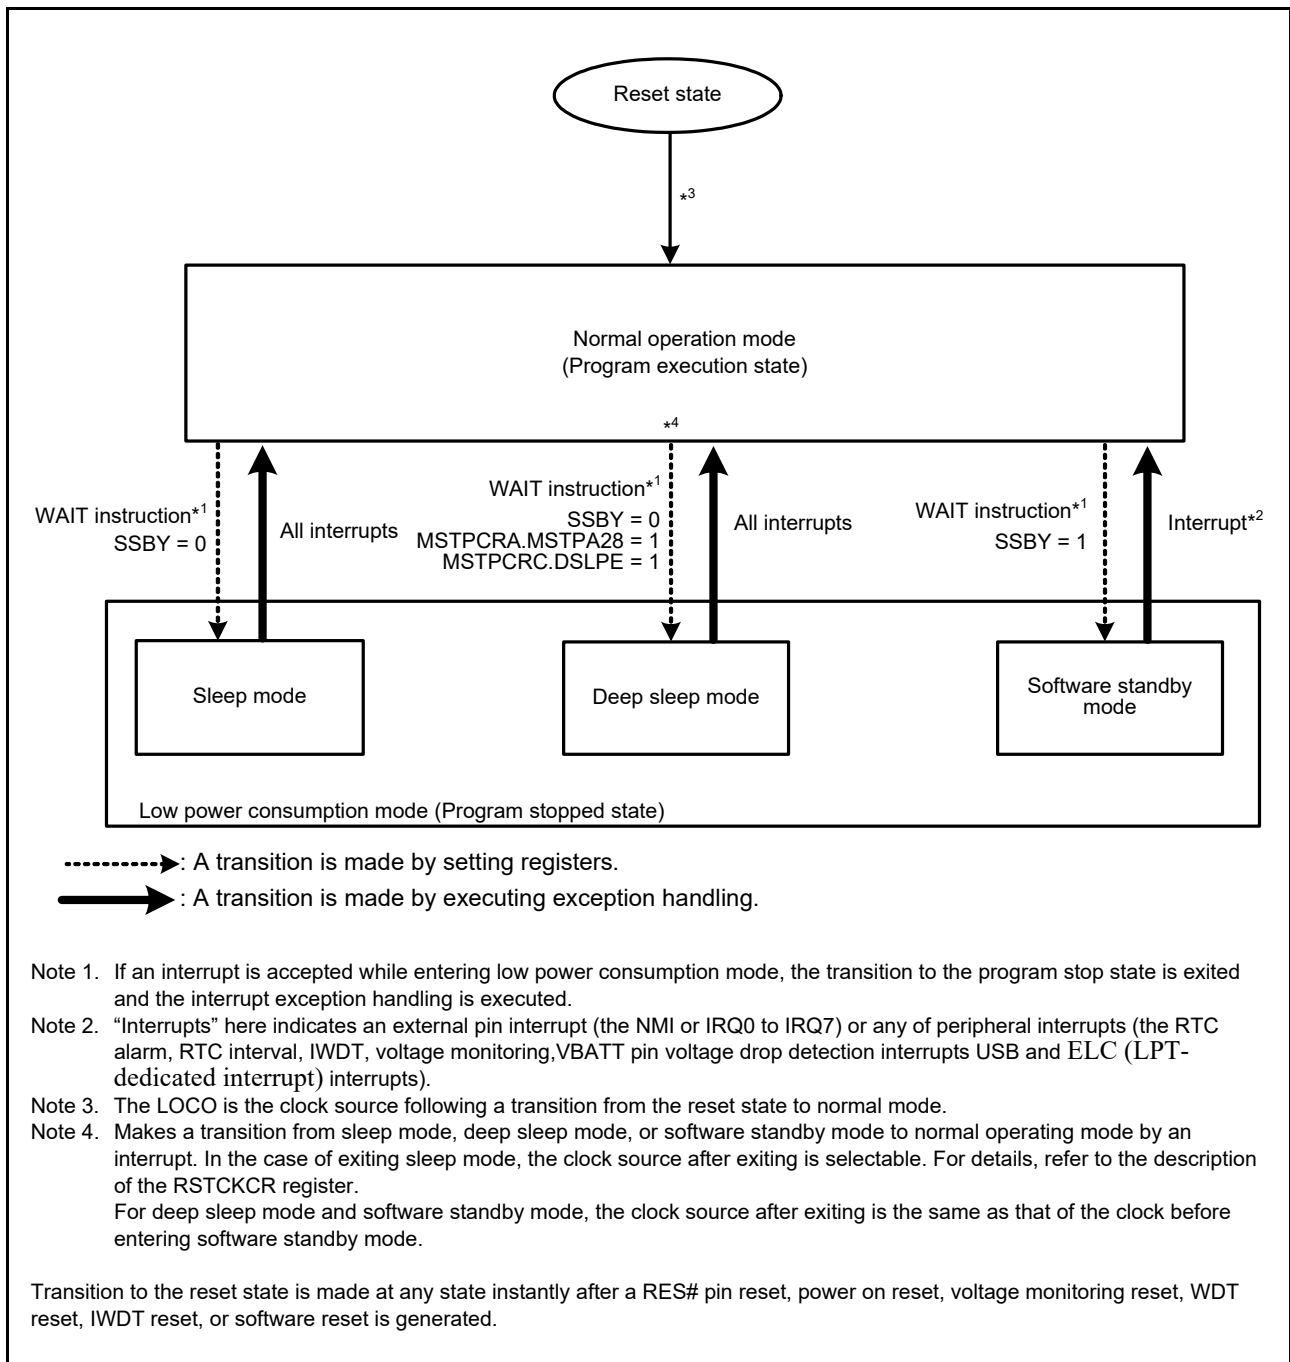 Reset state
*3
Normal operation mode
(Program execution state)
*4
WAIT instruction*1
SSBY = 0
All interrupts
WAIT instruction*1
SSBY = 0
MSTPCRA.MSTPA28 = 1
MSTPCRC.DSLPE = 1
All interrupts
WAIT instruction*1
SSBY = 1
Interrupt*2
Sleep mode
Deep sleep mode
Software standby
mode
Low power consumption mode (Program stopped state)
: A transition is made by setting registers.
: A transition is made by executing exception handling.
Note 1. If an interrupt is accepted while entering low power consumption mode, the transition to the program stop state is exited
and the interrupt exception handling is executed.
Note 2. “Interrupts” here indicates an external pin interrupt (the NMI or IRQ0 to IRQ7) or any of peripheral interrupts (the RTC
alarm, RTC interval, IWDT, voltage monitoring,VBATT pin voltage drop detection interrupts USB and ELC (LPT-
dedicated interrupt) interrupts).
Note 3. The LOCO is the clock source following a transition from the reset state to normal mode.
Note 4. Makes a transition from sleep mode, deep sleep mode, or software standby mode to normal operating mode by an
interrupt. In the case of exiting sleep mode, the clock source after exiting is selectable. For details, refer to the description
of the RSTCKCR register.
For deep sleep mode and software standby mode, the clock source after exiting is the same as that of the clock before
entering software standby mode.
Transition to the reset state is made at any state instantly after a RES# pin reset, power on reset, voltage monitoring reset, WDT
reset, IWDT reset, or software reset is generated.